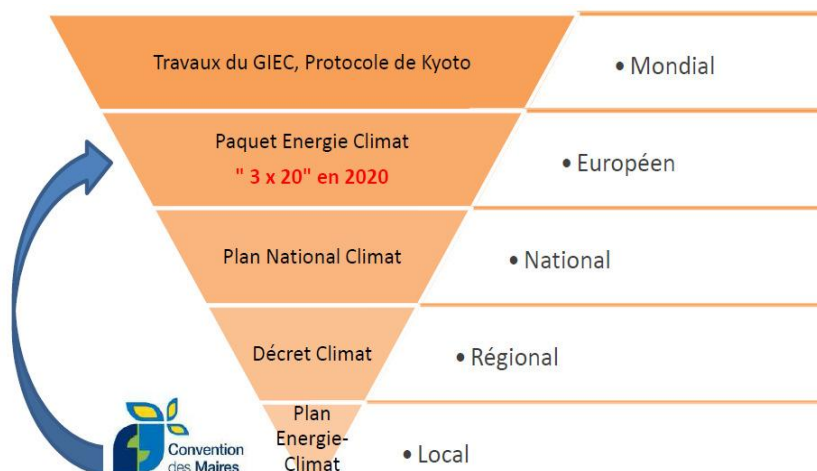 Travaux du GIEC, Protocole de Kyoto
• Mondial
Paquet Energie Climat
" 3 x 20" en 2020
• Européen
Plan National Climat
• National
Décret Climat
• Régional
Plan
Energie-
Climat
• Local
Convention
des Maires